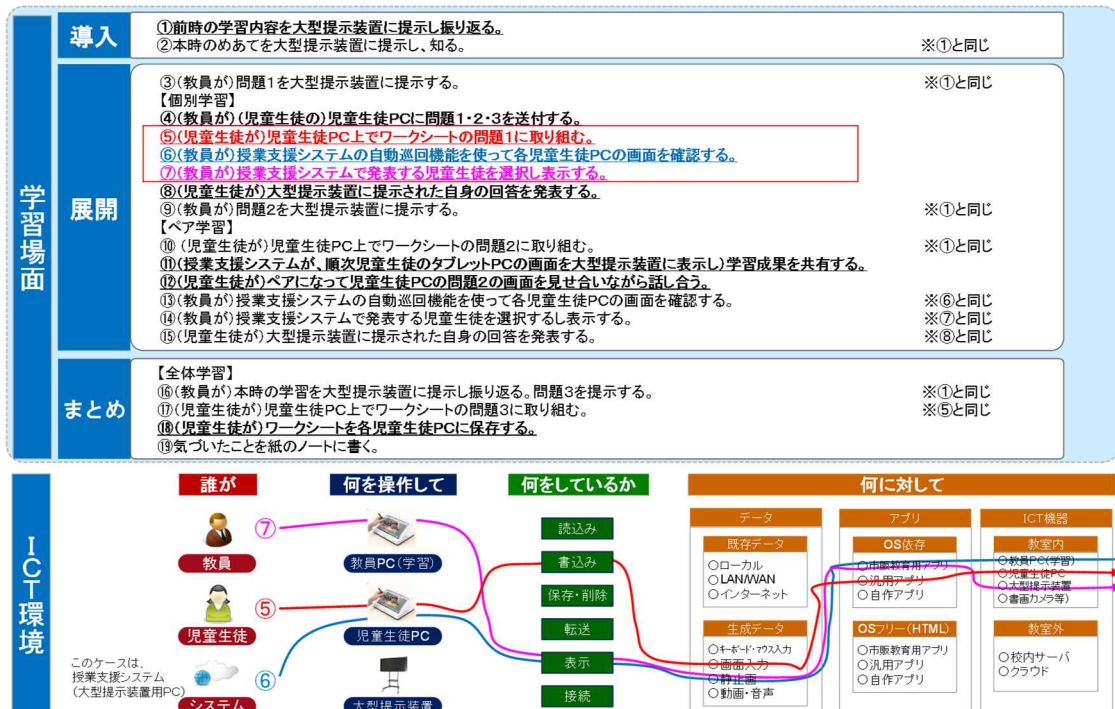 学習場面
導入
①前時の学習内容を大型提示装置に提示し振り返る。
②本時のめあてを大型提示装置に提示し、知る。 ※①と同じ
展開
③(教員が)問題1を大型提示装置に提示する。 ※①と同じ
【個別学習】
④(教員が)(児童生徒の)児童生徒PCに問題1・2・3を送付する。
⑤(児童生徒が)児童生徒PC上でワークシートの問題1に取り組む。
⑥(教員が)授業支援システムの自動巡回機能を使って各児童生徒PCの画面を確認する。
⑦(教員が)授業支援システムで発表する児童生徒を選択し表示する。
⑧(児童生徒が)大型提示装置に提示された自身の回答を発表する。
⑨(教員が)問題2を大型提示装置に提示する。 ※①と同じ
【ペア学習】
⑩(児童生徒が)児童生徒PC上でワークシートの問題2に取り組む。 ※①と同じ
⑪(授業支援システムが、順次児童生徒のタブレットPCの画面を大型提示装置に表示し)学習成果を共有する。
⑫(児童生徒が)ペアになって児童生徒PCの問題2の画面を見せ合いながら話し合う。
⑬(教員が)授業支援システムの自動巡回機能を使って各児童生徒PCの画面を確認する。 ※⑥と同じ
⑭(教員が)授業支援システムで発表する児童生徒を選択するし表示する。 ※⑦と同じ
⑮(児童生徒が)大型提示装置に提示された自身の回答を発表する。 ※⑧と同じ
まとめ
【全体学習】
⑯(教員が)本時の学習を大型提示装置に提示し振り返る。問題3を提示する。 ※①と同じ
⑰(児童生徒が)児童生徒PC上でワークシートの問題3に取り組む。 ※⑤と同じ
⑱(児童生徒が)ワークシートを各児童生徒PCに保存する。
⑲気づいたことを紙のノートに書く。
ICT環境
誰が
何を操作して
何をしているか
何に対して
⑦
教員
⑤
児童生徒
⑥
このケースは、
授業支援システム
(大型提示装置用PC)
システム
教員PC(学習)
児童生徒PC
大型提示装置
読込み
書込み
保存・削除
転送
表示
接続
データ
既存データ
○ローカル
○LAN/WAN
○インターネット
生成データ
○キーボード・マウス入力
○画面入力
○静止画
○動画・音声
アプリ
OS依存
○市販教育用アプリ
○汎用アプリ
○自作アプリ
OSフリー(HTML)
○市販教育用アプリ
○汎用アプリ
○自作アプリ
ICT機器
教室内
○教員PC(学習)
○児童生徒PC
○大型提示装置
○書画カメラ等)
教室外
○校内サーバ
○クラウド